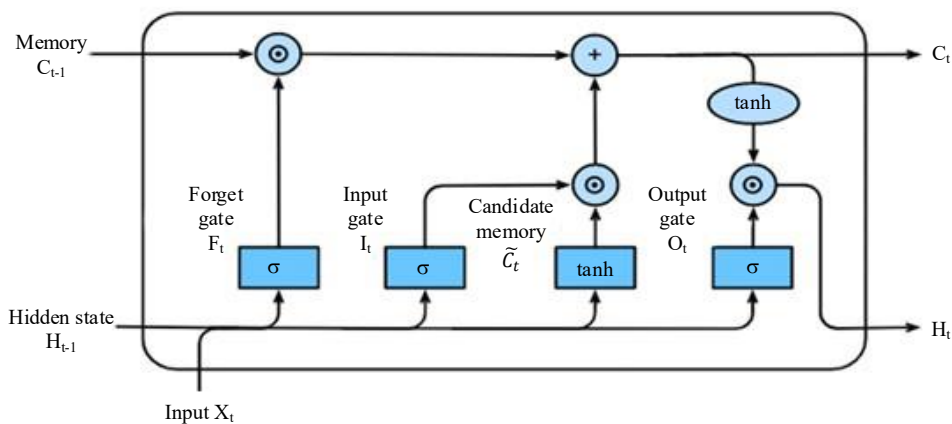 Memory
C_{t-1}
⊙
+
C_t
tanh
Forget
gate
F_t
Input
gate
I_t
Candidate
memory
C̃_t
⊙
Output
gate
O_t
⊙
σ
σ
tanh
σ
Hidden state
H_{t-1}
H_t
Input X_t